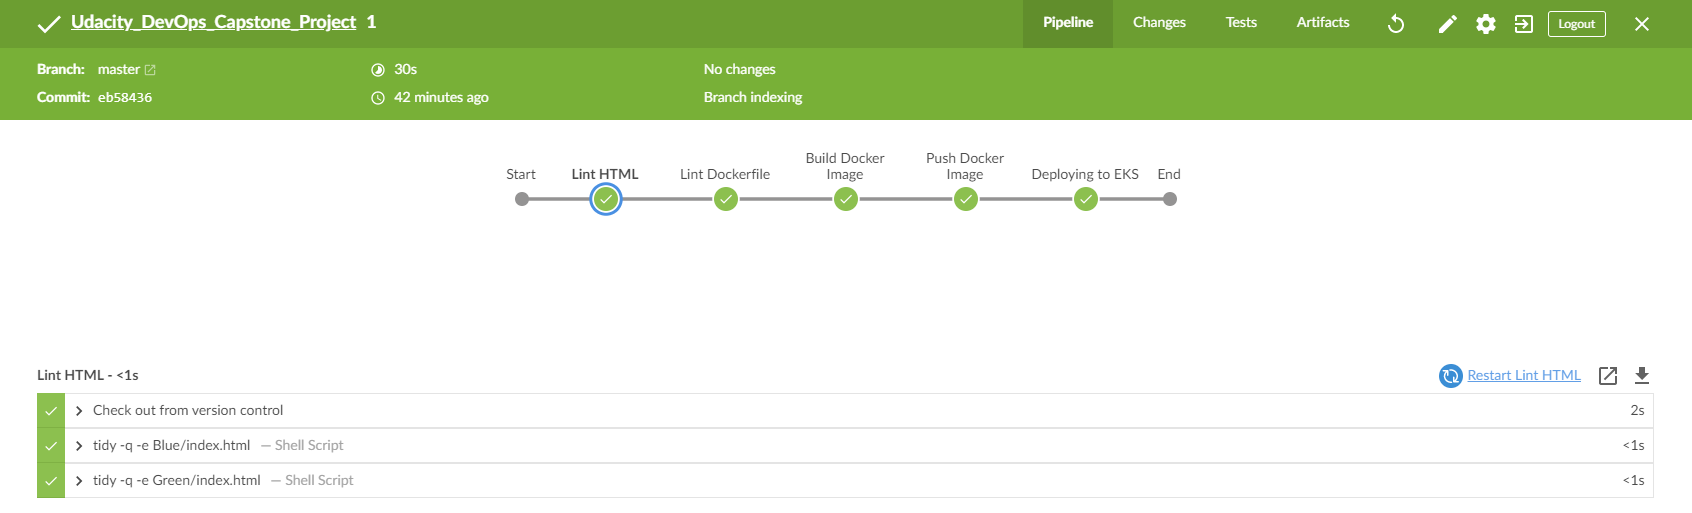 Udacity_DevOps_Capstone_Project 1 Pipeline Changes Tests Artifacts Logout
Branch: master 30s No changes
Commit: eb58436 42 minutes ago Branch indexing
Build Docker Push Docker
Start Lint HTML Lint Dockerfile Image Image Deploying to EKS End
Lint HTML - <1s Restart Lint HTML
Check out from version control 2s
tidy -q -e Blue/index.html — Shell Script <1s
tidy -q -e Green/index.html — Shell Script <1s